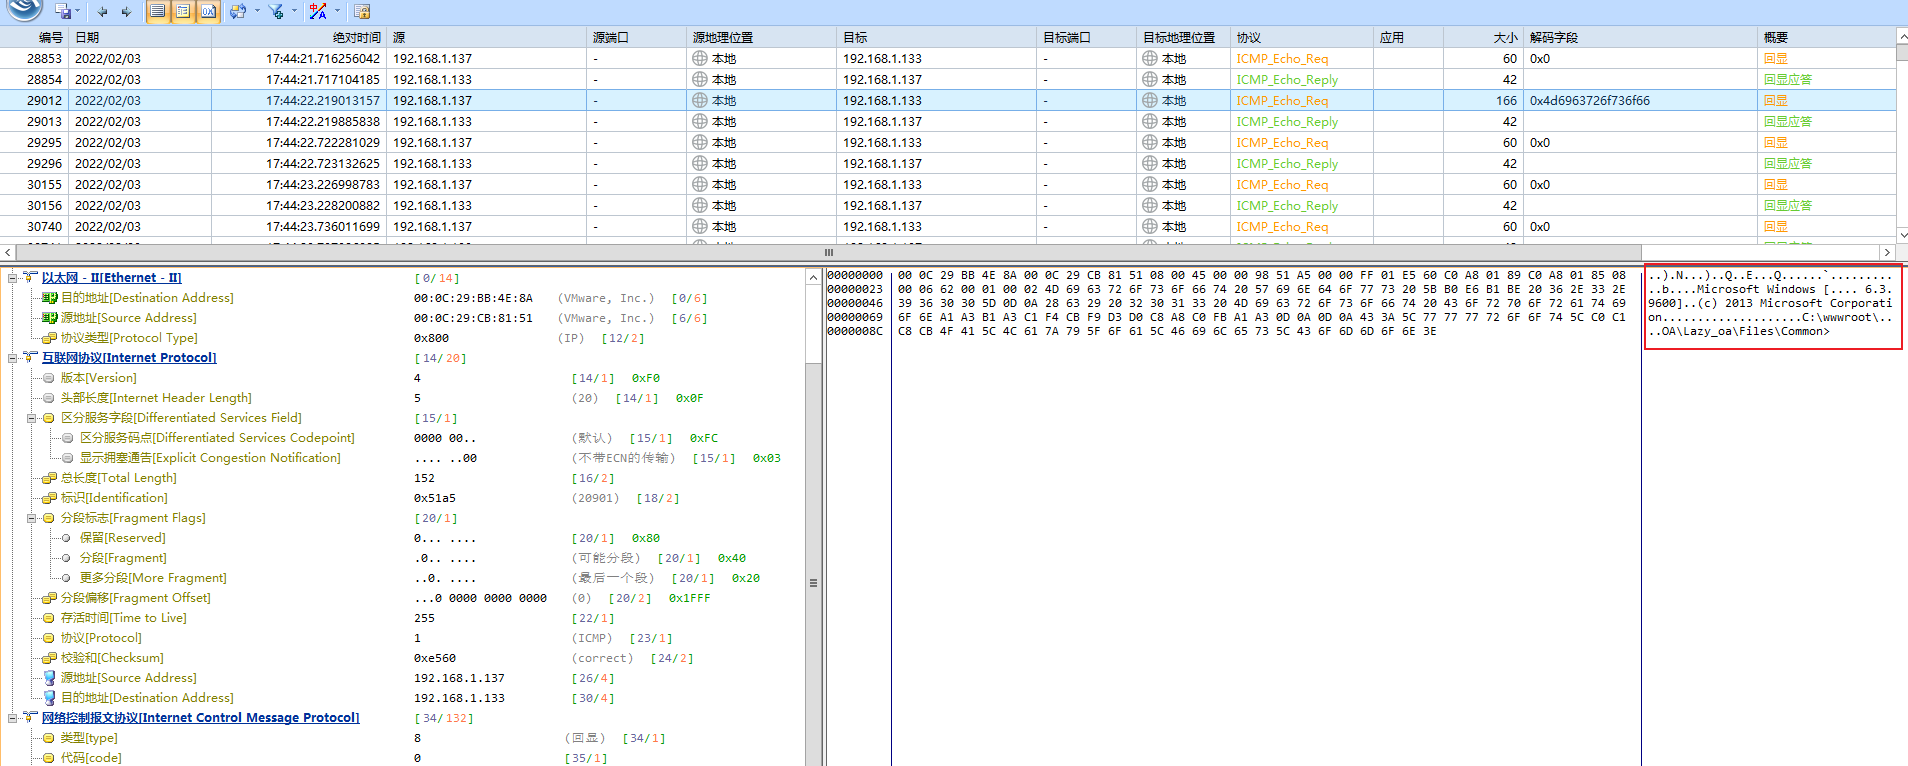 编号 日期 绝对时间 源 源端口 源地理位置 目标 目标端口 目标地理位置 协议 应用 大小 解码字段 概要
28853 2022/02/03 17:44:21.716256042 192.168.1.137 - 本地 192.168.1.133 - 本地 ICMP_Echo_Req 60 0x0 回显
28854 2022/02/03 17:44:21.717104185 192.168.1.133 - 本地 192.168.1.137 - 本地 ICMP_Echo_Reply 42 回显应答
29012 2022/02/03 17:44:22.219013157 192.168.1.137 - 本地 192.168.1.133 - 本地 ICMP_Echo_Req 166 0x4d6963726f736f66 回显
29013 2022/02/03 17:44:22.219885838 192.168.1.133 - 本地 192.168.1.137 - 本地 ICMP_Echo_Reply 42 回显应答
29295 2022/02/03 17:44:22.722281029 192.168.1.137 - 本地 192.168.1.133 - 本地 ICMP_Echo_Req 60 0x0 回显
29296 2022/02/03 17:44:22.723132625 192.168.1.133 - 本地 192.168.1.137 - 本地 ICMP_Echo_Reply 42 回显应答
30155 2022/02/03 17:44:23.226998783 192.168.1.137 - 本地 192.168.1.133 - 本地 ICMP_Echo_Req 60 0x0 回显
30156 2022/02/03 17:44:23.228200882 192.168.1.133 - 本地 192.168.1.137 - 本地 ICMP_Echo_Reply 42 回显应答
30740 2022/02/03 17:44:23.736011699 192.168.1.137 - 本地 192.168.1.133 - 本地 ICMP_Echo_Req 60 0x0 回显
以太网 - II[Ethernet - II] [0/14]
目的地址[Destination Address] 00:0C:29:BB:4E:8A (VMware, Inc.) [0/6]
源地址[Source Address] 00:0C:29:CB:81:51 (VMware, Inc.) [6/6]
协议类型[Protocol Type] 0x800 (IP) [12/2]
互联网协议[Internet Protocol] [14/20]
版本[Version] 4 [14/1] 0xF0
头部长度[Internet Header Length] 5 (20) [14/1] 0x0F
区分服务字段[Differentiated Services Field] [15/1]
区分服务码点[Differentiated Services Codepoint] 0000 00.. (默认) [15/1] 0xFC
显示拥塞通告[Explicit Congestion Notification] .... ..00 (不带ECN的传输) [15/1] 0x03
总长度[Total Length] 152 [16/2]
标识[Identification] 0x51a5 (20901) [18/2]
分段标志[Fragment Flags] [20/1]
保留[Reserved] 0... .... [20/1] 0x80
分段[Fragment] .0.. .... (可能分段) [20/1] 0x40
更多分段[More Fragment] ..0. .... (最后一个段) [20/1] 0x20
分段偏移[Fragment Offset] ...0 0000 0000 0000 (0) [20/2] 0x1FFF
存活时间[Time to Live] 255 [22/1]
协议[Protocol] 1 (ICMP) [23/1]
校验和[Checksum] 0xe560 (correct) [24/2]
源地址[Source Address] 192.168.1.137 [26/4]
目的地址[Destination Address] 192.168.1.133 [30/4]
网络控制报文协议[Internet Control Message Protocol] [34/132]
类型[type] 8 (回显) [34/1]
代码[code] 0 [35/1]
00000000 00 0C 29 BB 4E 8A 00 0C 29 CB 81 51 08 00 45 00 00 98 51 A5 00 00 FF 01 E5 60 C0 A8 01 89 C0 A8 01 85 08 ..).N...)..Q..E...Q......`.........
00000023 00 06 62 00 01 00 02 4D 69 63 72 6F 73 6F 66 74 20 57 69 6E 64 6F 77 73 20 5B B0 E6 B1 BE 20 36 2E 33 2E ..b....Microsoft Windows [.... 6.3.
00000046 39 36 30 30 5D 0D 0A 28 63 29 20 32 30 31 33 20 4D 69 63 72 6F 73 6F 66 74 20 43 6F 72 70 6F 72 61 74 69 9600]..(c) 2013 Microsoft Corporati
00000069 6F 6E A1 A3 B1 A3 C1 F4 CB F9 D3 D0 C8 A8 C0 FB A1 A3 0D 0A 0D 0A 43 3A 5C 77 77 77 72 6F 6F 74 5C C0 C1 on....................C:\wwwroot\..
0000008C C8 CB 4F 41 5C 4C 61 7A 79 5F 6F 61 5C 46 69 6C 65 73 5C 43 6F 6D 6D 6F 6E 3E ..OA\Lazy_oa\Files\Common>